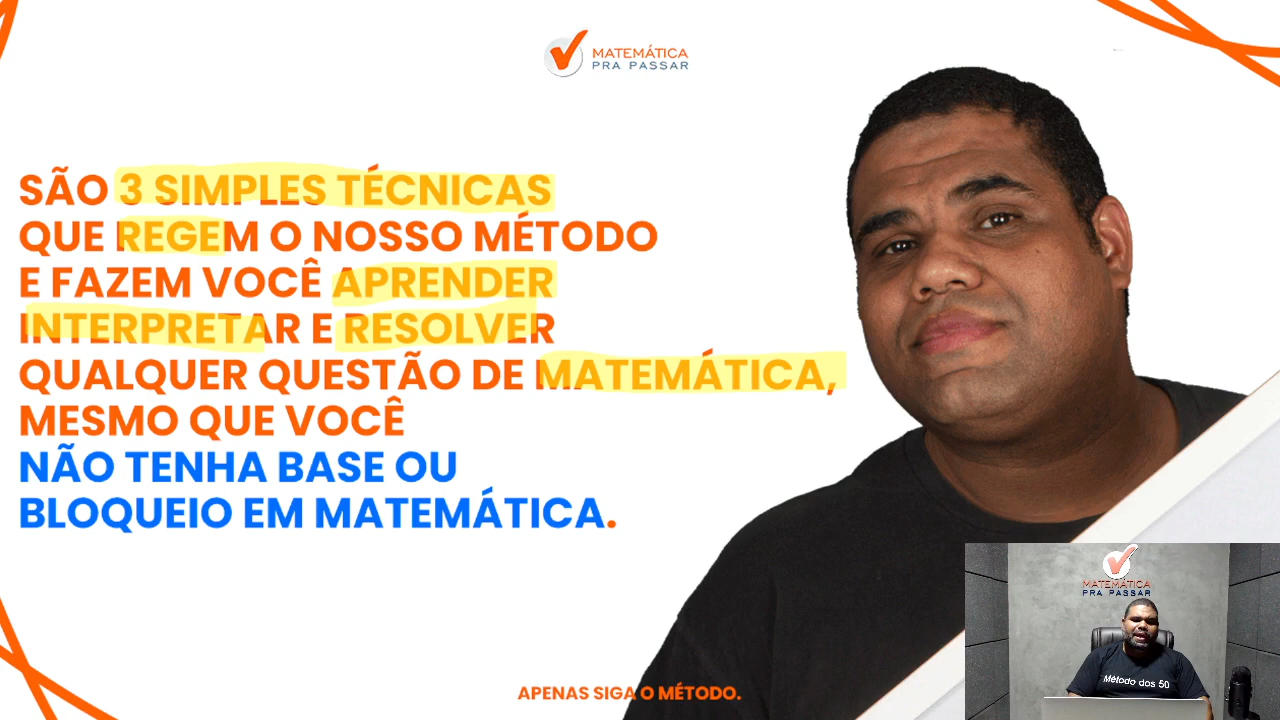 MATEMÁTICA
PRA PASSAR
SÃO 3 SIMPLES TÉCNICAS
QUE REGEM O NOSSO MÉTODO
E FAZEM VOCÊ APRENDER
INTERPRETAR E RESOLVER
QUALQUER QUESTÃO DE MATEMÁTICA,
MESMO QUE VOCÊ
NÃO TENHA BASE OU
BLOQUEIO EM MATEMÁTICA.
MATEMÁTICA
PRA PASSAR
Método dos 50
APENAS SIGA O MÉTODO.